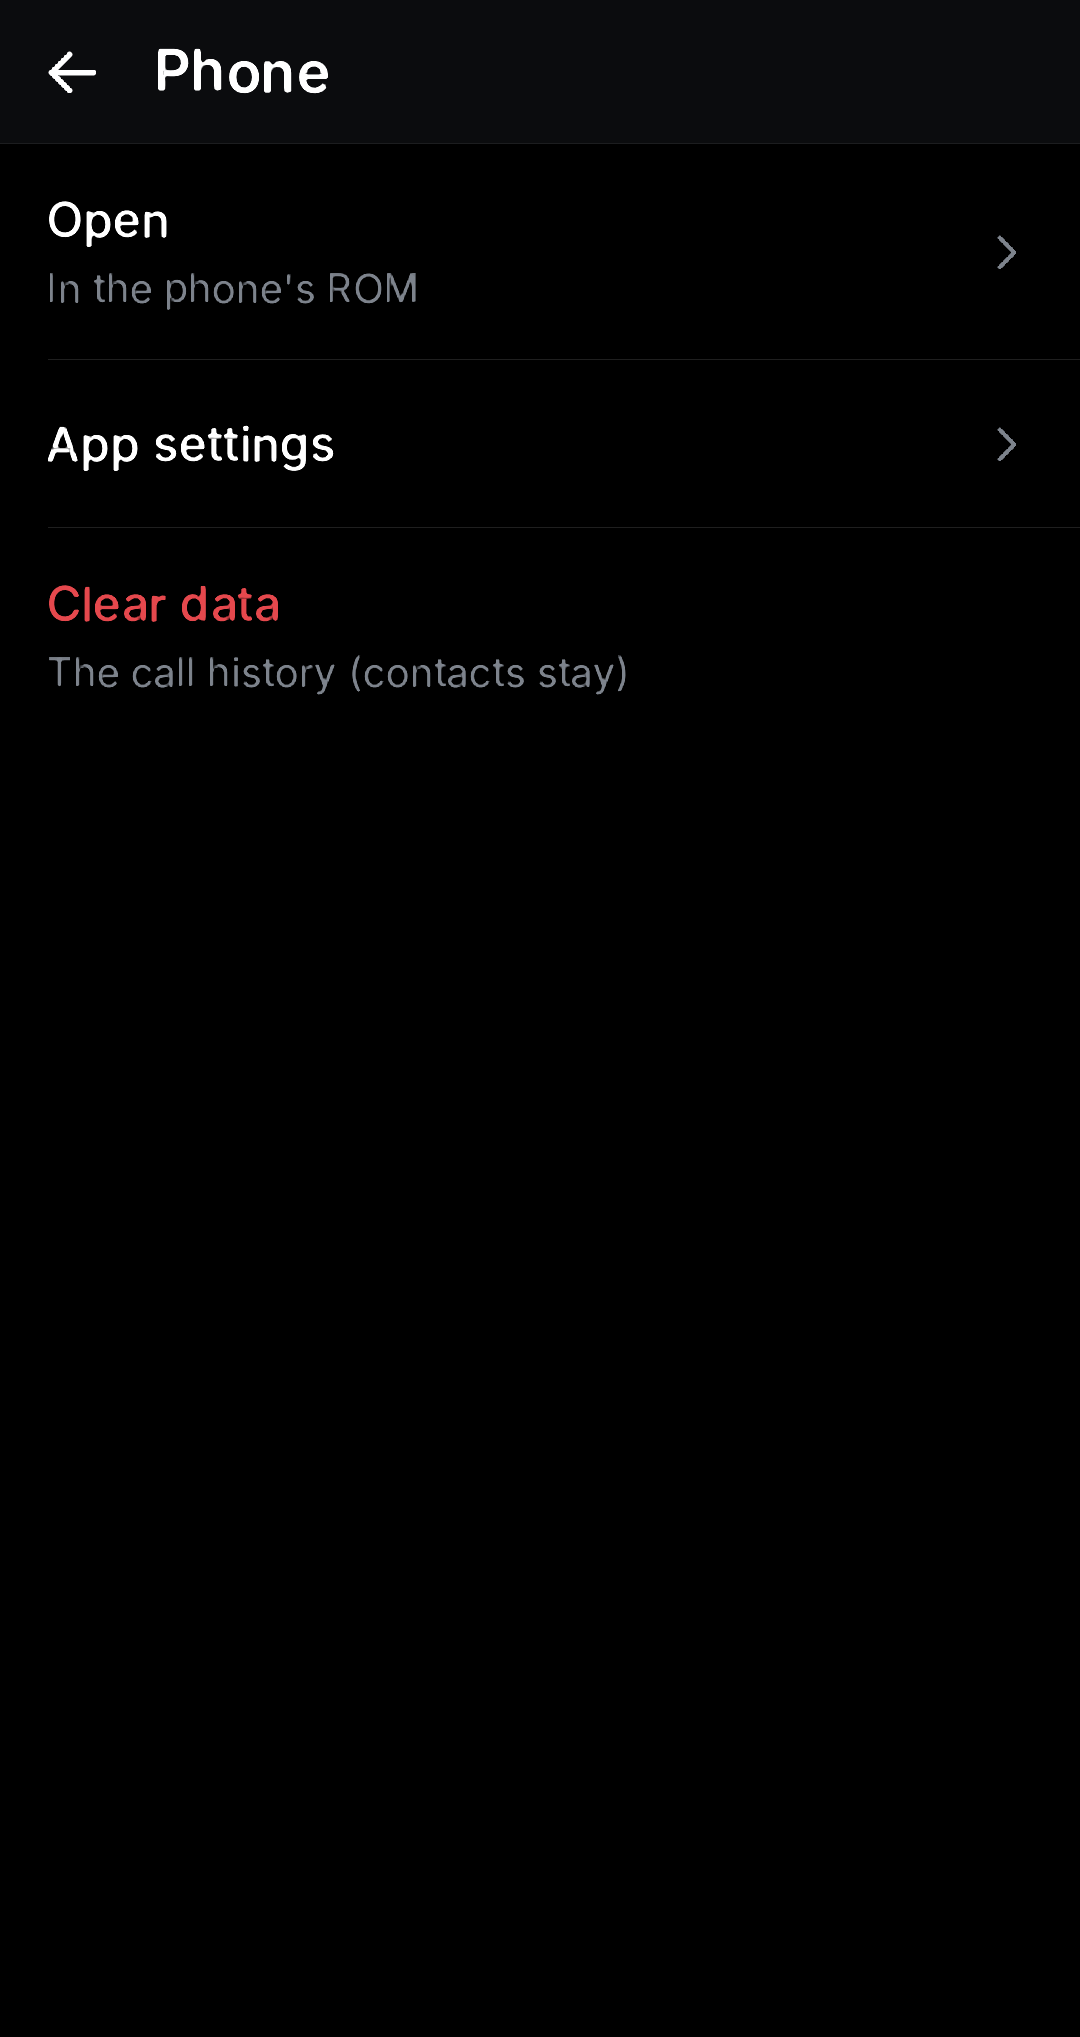 Phone
Open
In the phone's ROM
App settings
Clear data
The call history (contacts stay)